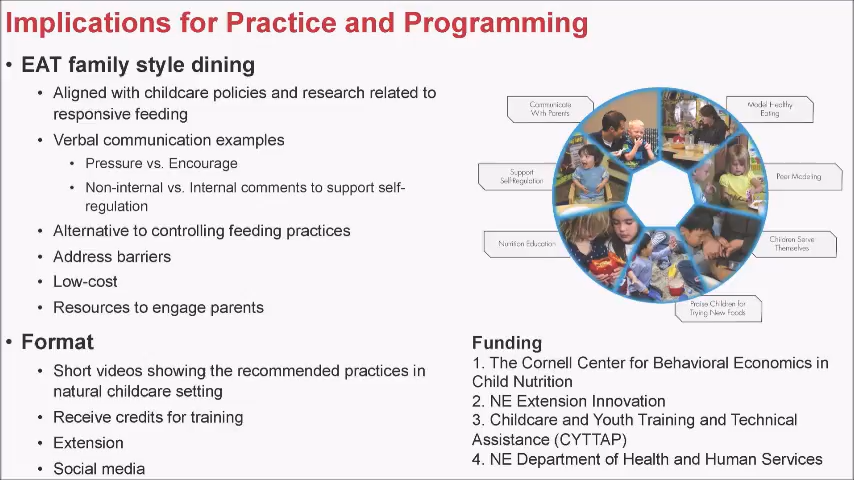 Implications for Practice and Programming
• EAT family style dining
• Aligned with childcare policies and research related to
responsive feeding
• Verbal communication examples
• Pressure vs. Encourage
• Non-internal vs. Internal comments to support self-
regulation
• Alternative to controlling feeding practices
• Address barriers
• Low-cost
• Resources to engage parents
• Format
• Short videos showing the recommended practices in
natural childcare setting
• Receive credits for training
• Extension
• Social media
Communicate
With Parents
Model Healthy
Eating
Support
Self-Regulation
Peer Modeling
Nutrition Education
Children Serve
Themselves
Praise Children for
Trying New Foods
Funding
1. The Cornell Center for Behavioral Economics in
Child Nutrition
2. NE Extension Innovation
3. Childcare and Youth Training and Technical
Assistance (CYTTAP)
4. NE Department of Health and Human Services